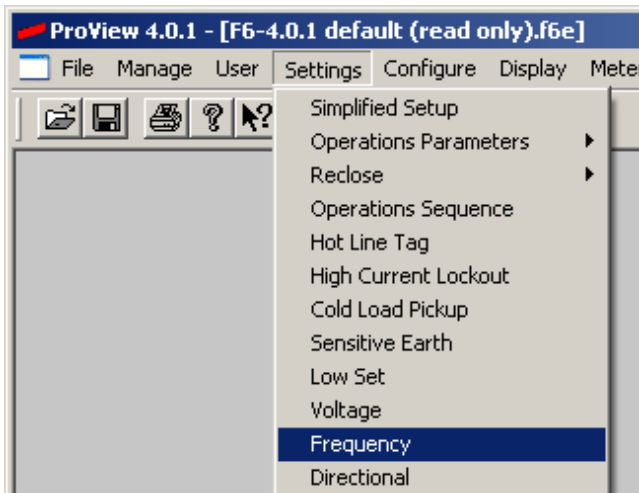 ProView 4.0.1 - [F6-4.0.1 default (read only).f6e]
File Manage User Settings Configure Display Mete
Simplified Setup
Operations Parameters
Reclose
Operations Sequence
Hot Line Tag
High Current Lockout
Cold Load Pickup
Sensitive Earth
Low Set
Voltage
Frequency
Directional